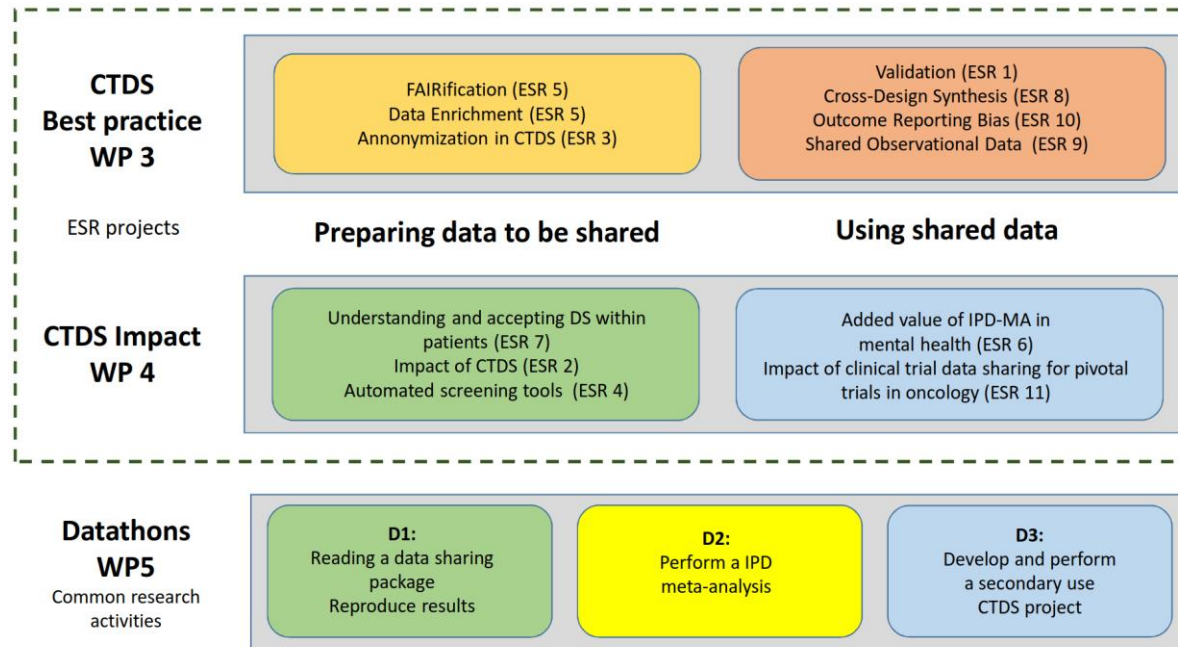 CTDS
Best practice
WP 3
FAIRification (ESR 5)
Data Enrichment (ESR 5)
Annonymization in CTDS (ESR 3)
Validation (ESR 1)
Cross-Design Synthesis (ESR 8)
Outcome Reporting Bias (ESR 10)
Shared Observational Data (ESR 9)
ESR projects
Preparing data to be shared
Using shared data
CTDS Impact
WP 4
Understanding and accepting DS within
patients (ESR 7)
Impact of CTDS (ESR 2)
Automated screening tools (ESR 4)
Added value of IPD-MA in
mental health (ESR 6)
Impact of clinical trial data sharing for pivotal
trials in oncology (ESR 11)
Datathons
WP5
Common research
activities
D1:
Reading a data sharing
package
Reproduce results
D2:
Perform a IPD
meta-analysis
D3:
Develop and perform
a secondary use
CTDS project